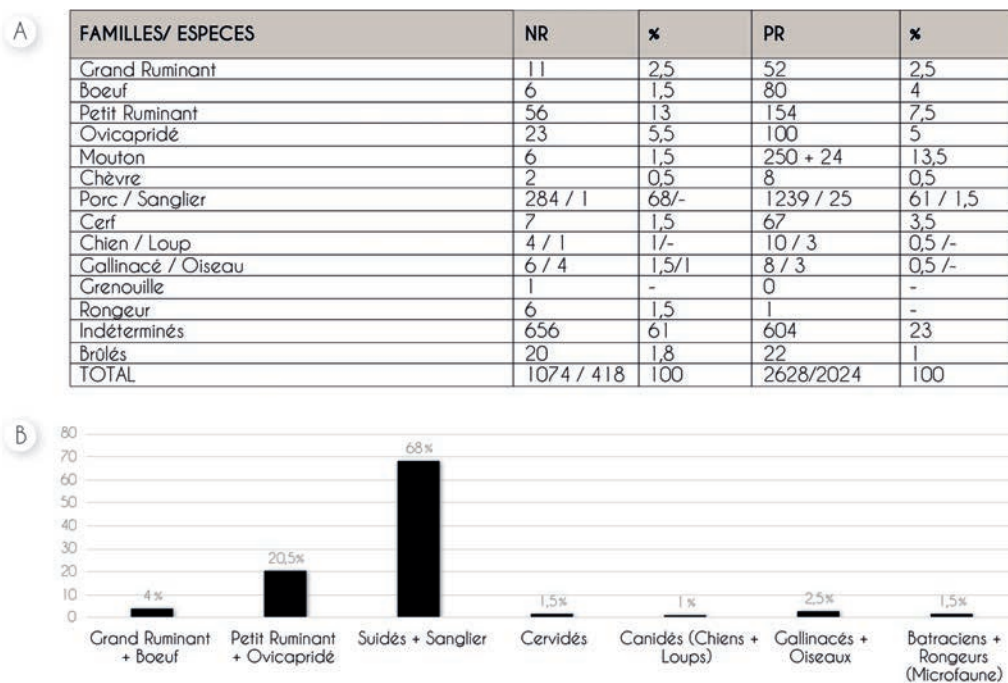 A
FAMILLES/ ESPECES NR % PR %
Grand Ruminant 11 2,5 52 2,5
Boeuf 6 1,5 80 4
Petit Ruminant 56 13 154 7,5
Ovicapridé 23 5,5 100 5
Mouton 6 1,5 250 + 24 13,5
Chèvre 2 0,5 8 0,5
Porc / Sanglier 284 / 1 68/- 1239 / 25 61 / 1,5
Cerf 7 1,5 67 3,5
Chien / Loup 4 / 1 1/- 10 / 3 0,5 /-
Gallinacé / Oiseau 6 / 4 1,5/1 8 / 3 0,5 /-
Grenouille 1 - 0 -
Rongeur 6 1,5 1 -
Indéterminés 656 61 604 23
Brûlés 20 1,8 22 1
TOTAL 1074 / 418 100 2628/2024 100
B
80
70
60
50
40
30
20
10
0
4% 20,5% 68% 1,5% 1% 2,5% 1,5%
Grand Ruminant
+ Boeuf
Petit Ruminant
+ Ovicapridé
Suidés + Sanglier
Cervidés
Canidés (Chiens +
Loups)
Gallinacés +
Oiseaux
Batraciens +
Rongeurs
(Microfaune)